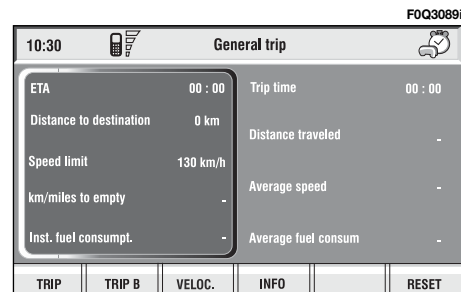 F0Q3089i
10:30 General trip
ETA 00 : 00
Distance to destination 0 km
Speed limit 130 km/h
km/miles to empty -
Inst. fuel consumpt. -
Trip time 00 : 00
Distance traveled -
Average speed -
Average fuel consum -
TRIP TRIP B VELOC. INFO RESET